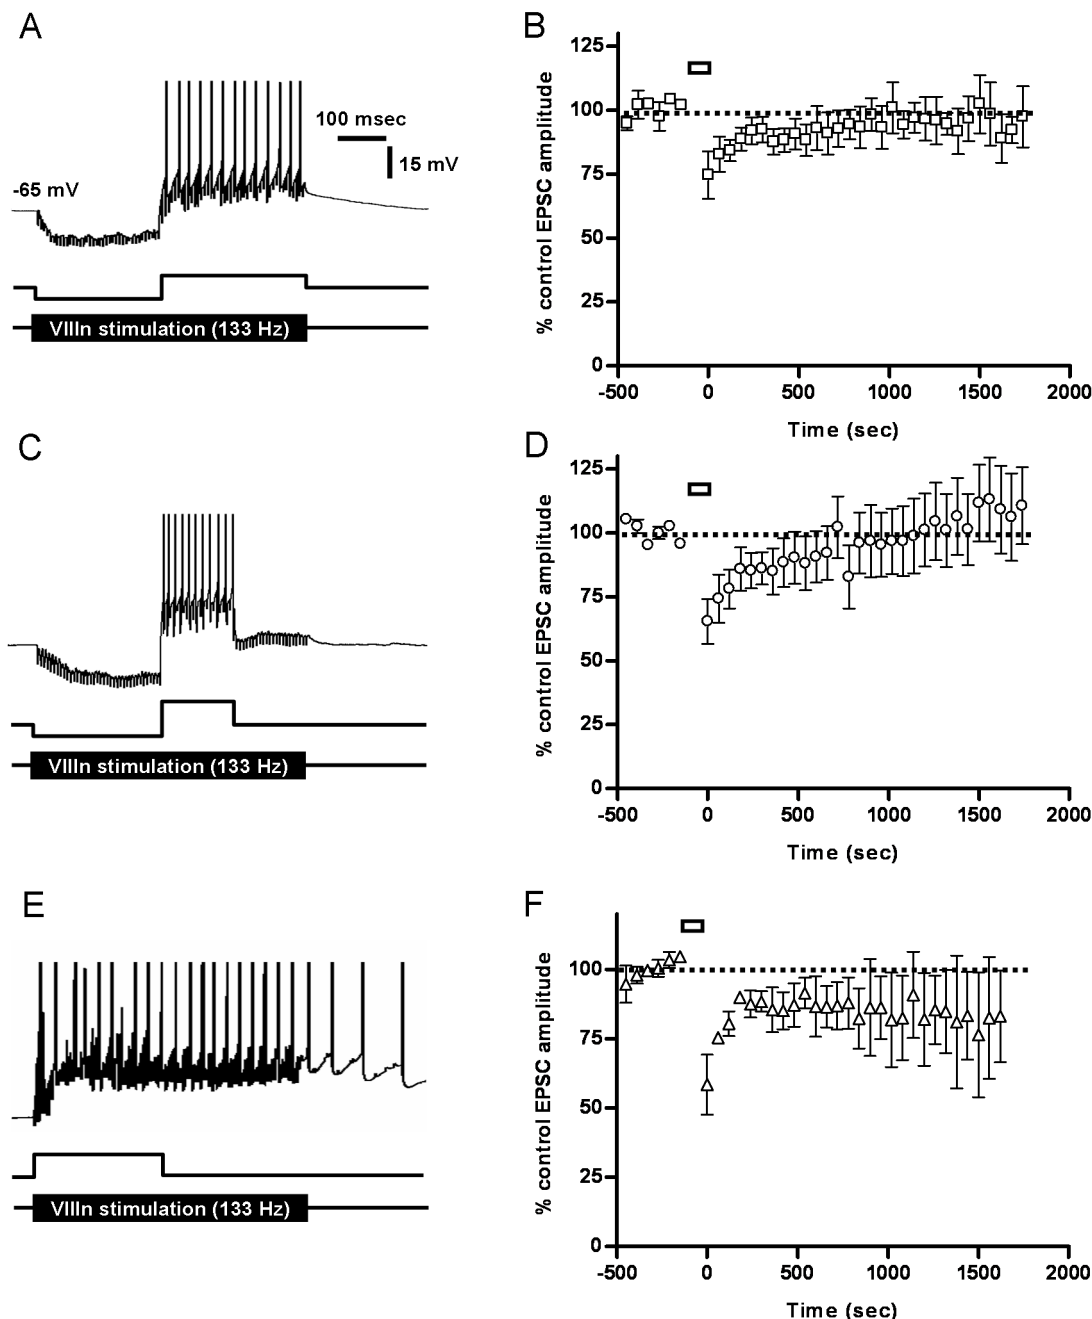 A
100 msec
15 mV
-65 mV
VIIIn stimulation (133 Hz)
B
% control EPSC amplitude
125
100
75
50
25
0
-500 0 500 1000 1500 2000
Time (sec)
C
VIIIn stimulation (133 Hz)
D
% control EPSC amplitude
125
100
75
50
25
0
-500 0 500 1000 1500 2000
Time (sec)
E
VIIIn stimulation (133 Hz)
F
% control EPSC amplitude
100
75
50
25
0
-500 0 500 1000 1500 2000
Time (sec)